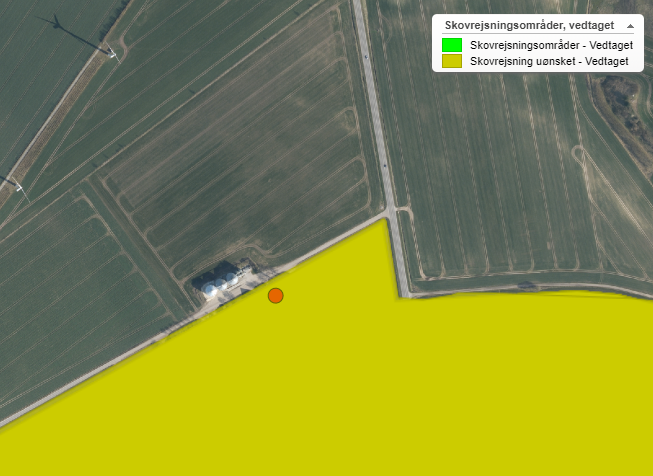 Skovrejsningsområder, vedtaget
Skovrejsningsområder - Vedtaget
Skovrejsning uønsket - Vedtaget